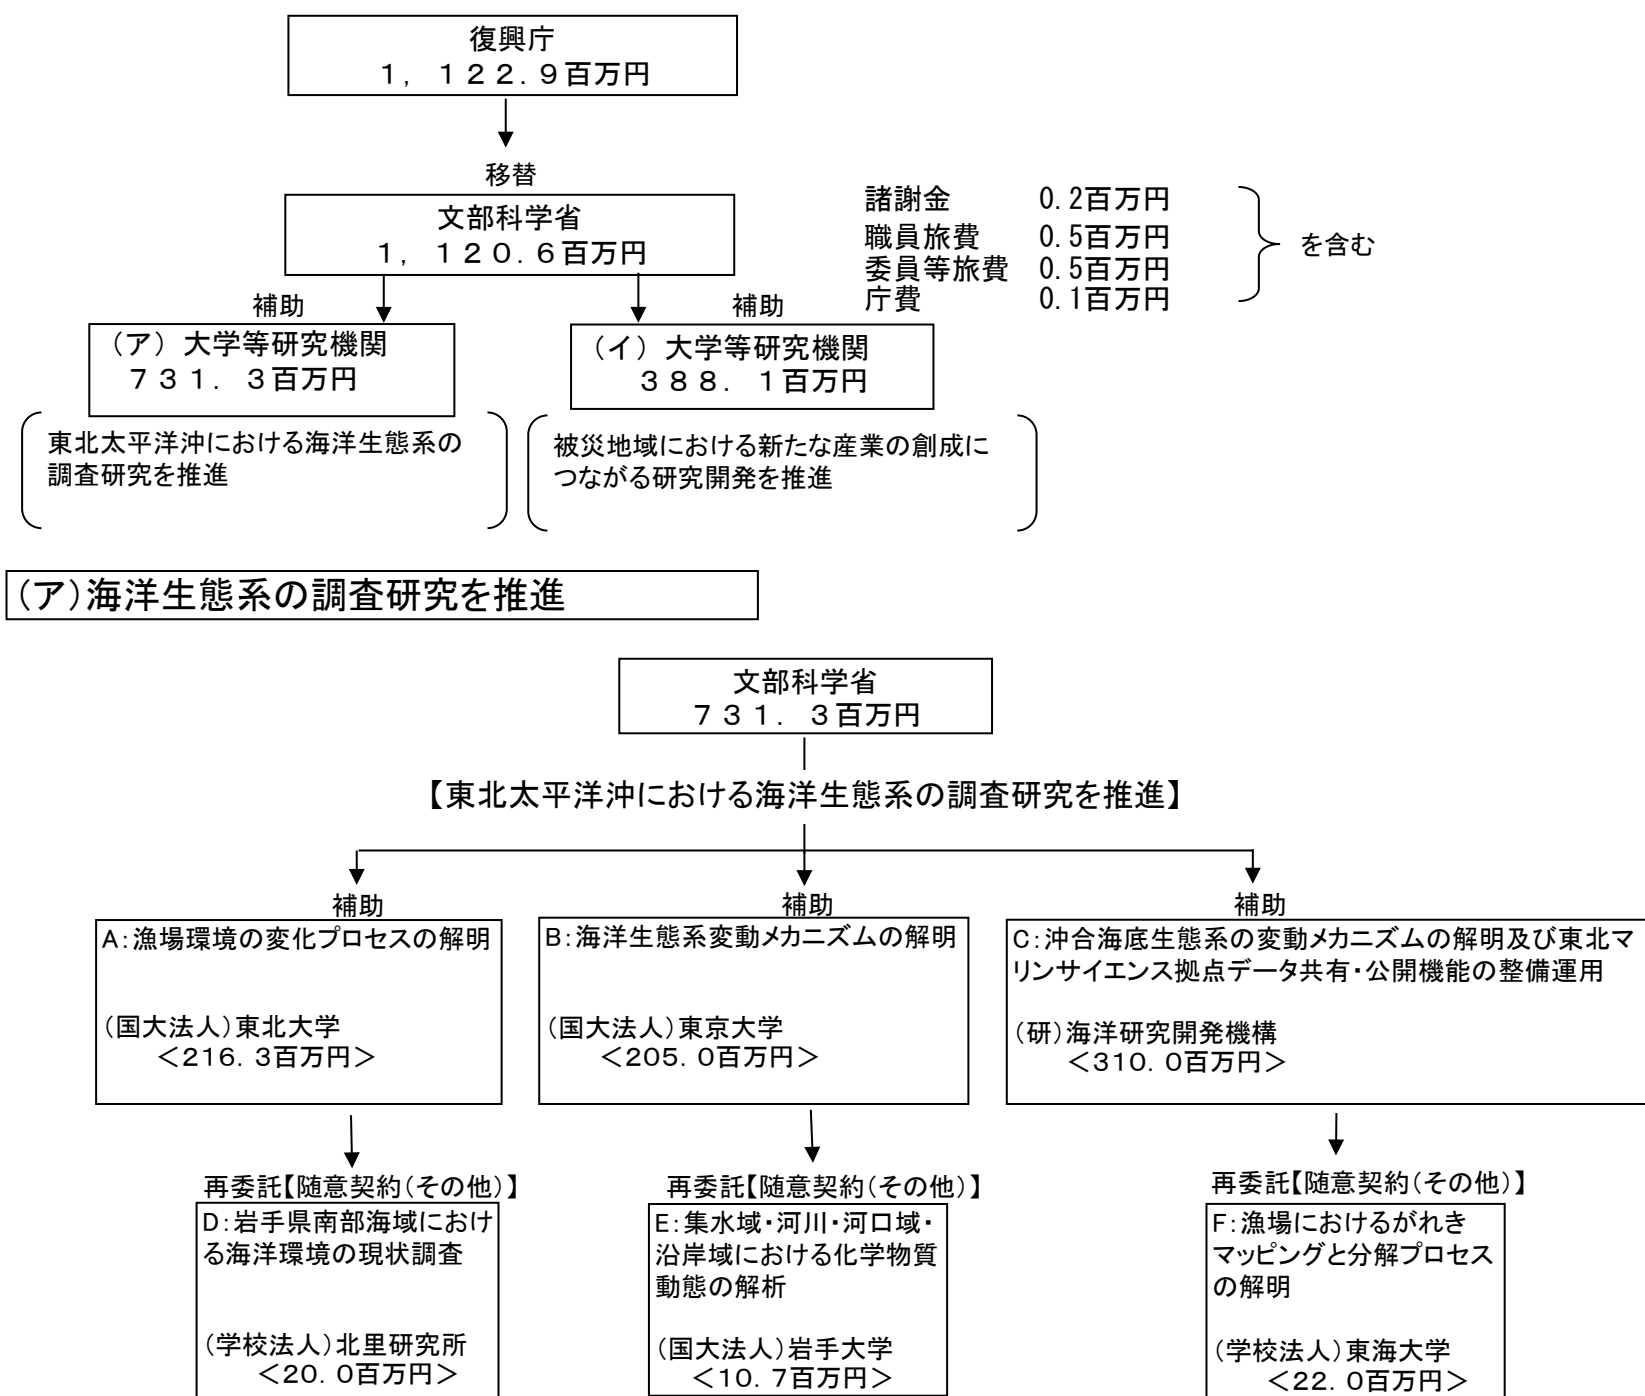 復興庁
１，１２２．９百万円
移替
文部科学省
１，１２０．６百万円
諸謝金 0.2百万円
職員旅費 0.5百万円
委員等旅費 0.5百万円
庁費 0.1百万円
を含む
補助
補助
（ア）大学等研究機関
７３１．３百万円
（イ）大学等研究機関
３８８．１百万円
東北太平洋沖における海洋生態系の
調査研究を推進
被災地域における新たな産業の創成に
つながる研究開発を推進
（ア）海洋生態系の調査研究を推進
文部科学省
７３１．３百万円
【東北太平洋沖における海洋生態系の調査研究を推進】
補助
補助
補助
A：漁場環境の変化プロセスの解明
（国大法人）東北大学
＜216．3百万円＞
B：海洋生態系変動メカニズムの解明
（国大法人）東京大学
＜205．0百万円＞
C：沖合海底生態系の変動メカニズムの解明及び東北マ
リンサイエンス拠点データ共有・公開機能の整備運用
（研）海洋研究開発機構
＜310．0百万円＞
再委託【随意契約（その他）】
再委託【随意契約（その他）】
再委託【随意契約（その他）】
D：岩手県南部海域におけ
る海洋環境の現状調査
（学校法人）北里研究所
＜20．0百万円＞
E：集水域・河川・河口域・
沿岸域における化学物質
動態の解析
（国大法人）岩手大学
＜10．7百万円＞
F：漁場におけるがれき
マッピングと分解プロセス
の解明
（学校法人）東海大学
＜22．0百万円＞